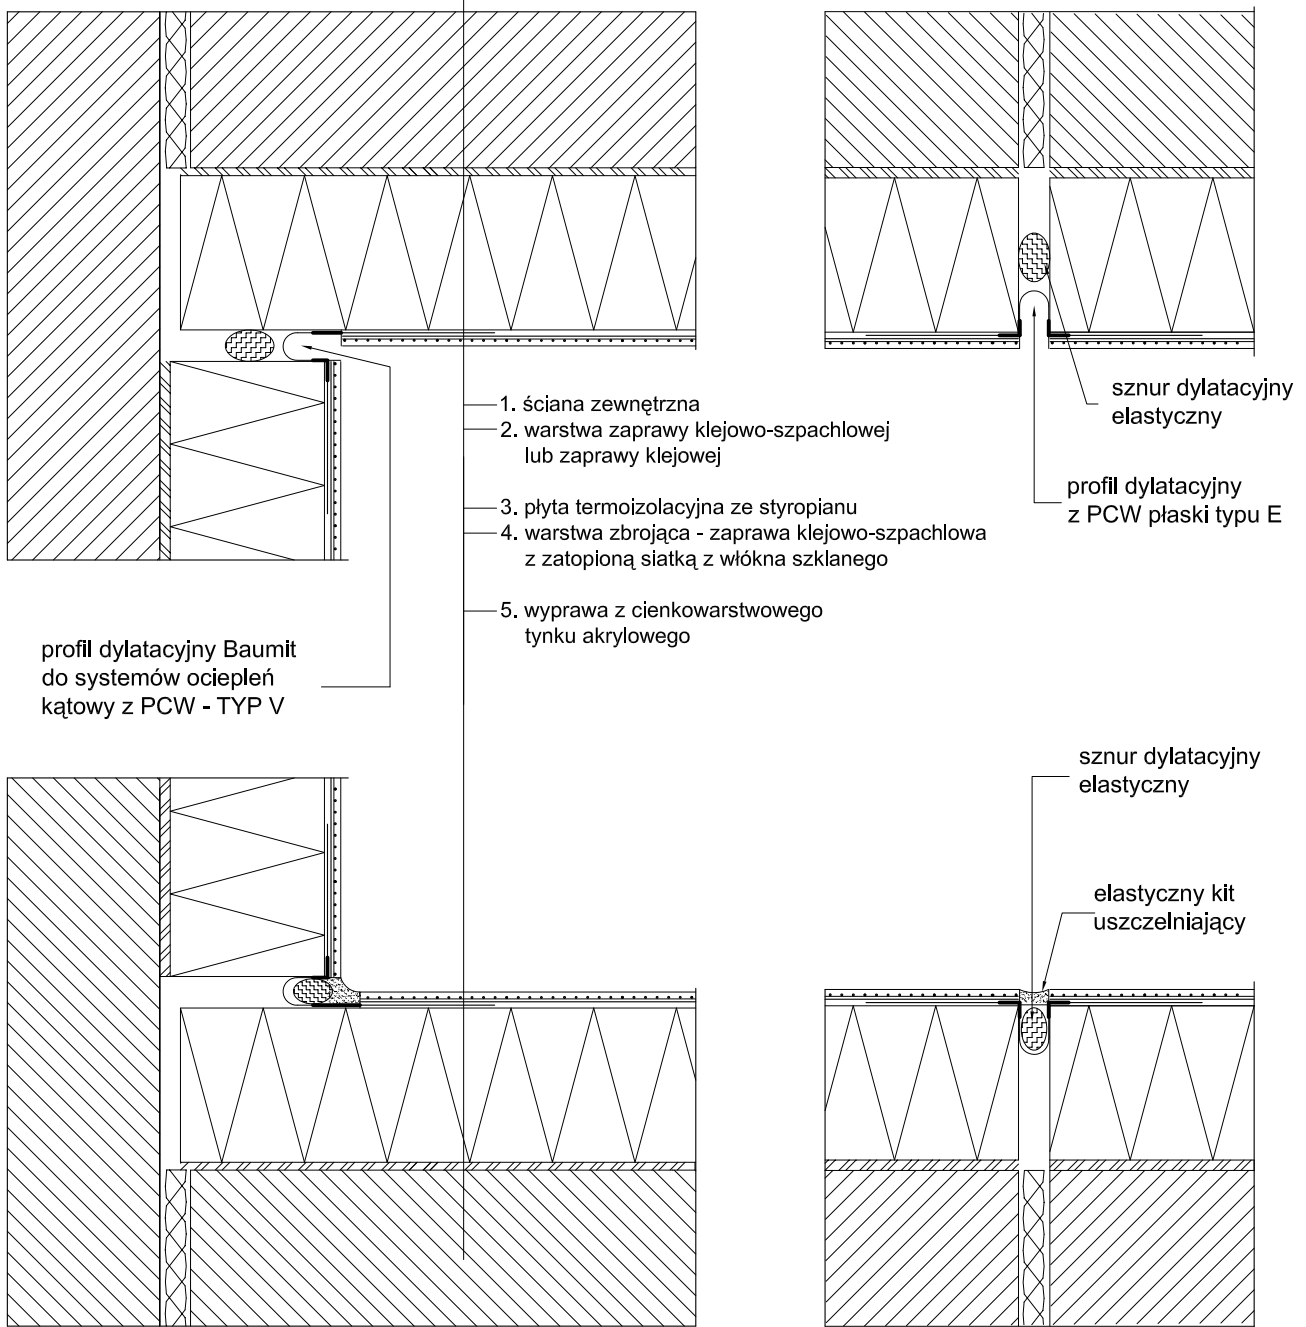 1. ściana zewnętrzna
2. warstwa zaprawy klejowo-szpachlowej
lub zaprawy klejowej
3. płyta termoizolacyjna ze styropianu
4. warstwa zbrojąca - zaprawa klejowo-szpachlowa
z zatopioną siatką z włókna szklanego
5. wyprawa z cienkowarstwowego
tynku akrylowego
profil dylatacyjny Baumit
do systemów ociepleń
kątowy z PCW - TYP V
sznur dylatacyjny
elastyczny
profil dylatacyjny
z PCW płaski typu E
sznur dylatacyjny
elastyczny
elastyczny kit
uszczelniający